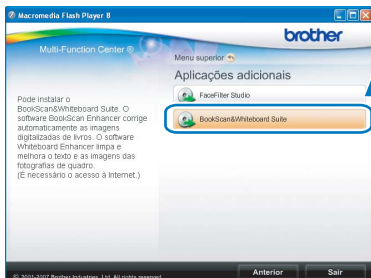 Macromedia Flash Player 8
brother
Multi-Function Center ®
Menu superior
Aplicações adicionais
FaceFilter Studio
BookScan&Whiteboard Suite
Pode instalar o
BookScan&Whiteboard Suite. O
software BookScan Enhancer corrige
automaticamente as imagens
digitalizadas de livros. O software
Whiteboard Enhancer limpa e
melhora o texto e as imagens das
fotografias de quadro.
(É necessário o acesso à Internet.)
© 2001-2007 Brother Industries, Ltd. All rights reserved.
Anterior
Sair